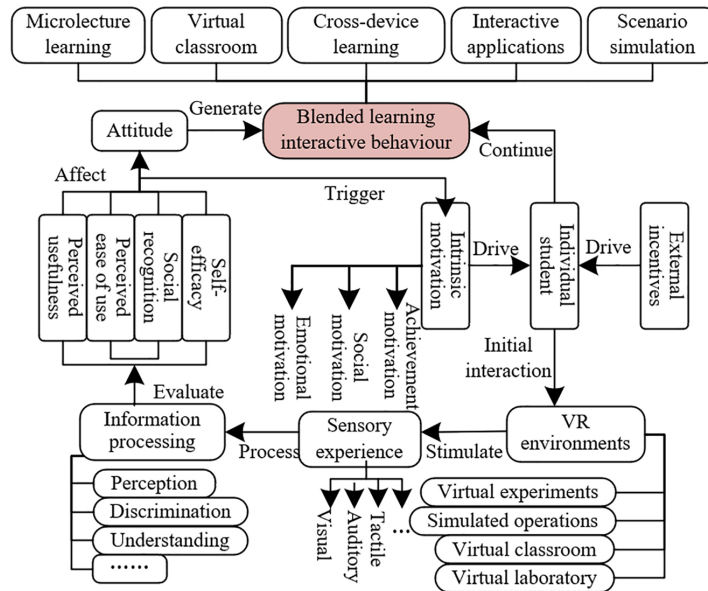 Microlecture
learning
Virtual
classroom
Cross-device
learning
Interactive
applications
Scenario
simulation
Generate
Blended learning
interactive behaviour
Attitude
Continue
Affect
Trigger
Perceived
usefulness
Perceived
ease of use
Social
recognition
Self-
efficacy
Intrinsic
motivation
Drive
Individual
student
Drive
External
incentives
Emotional
motivation
Social
motivation
Achievement
motivation
Initial
interaction
Evaluate
Information
processing
Process
Sensory
experience
Stimulate
VR
environments
Perception
Discrimination
Understanding
……
Visual
Auditory
Tactile
...
Virtual experiments
Simulated operations
Virtual classroom
Virtual laboratory